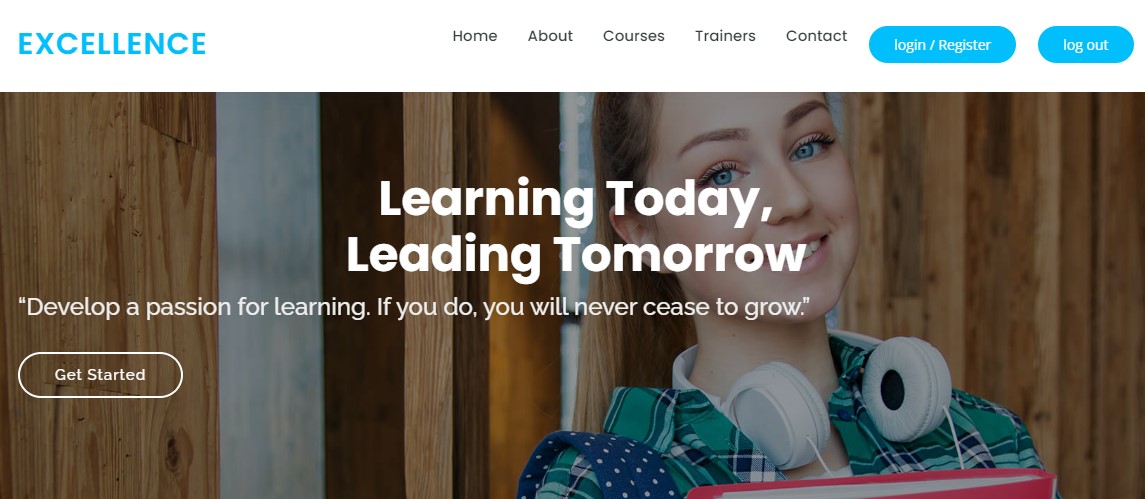 EXCELLENCE
Home About Courses Trainers Contact login / Register log out
Learning Today,
Leading Tomorrow
“Develop a passion for learning. If you do, you will never cease to grow.”
Get Started